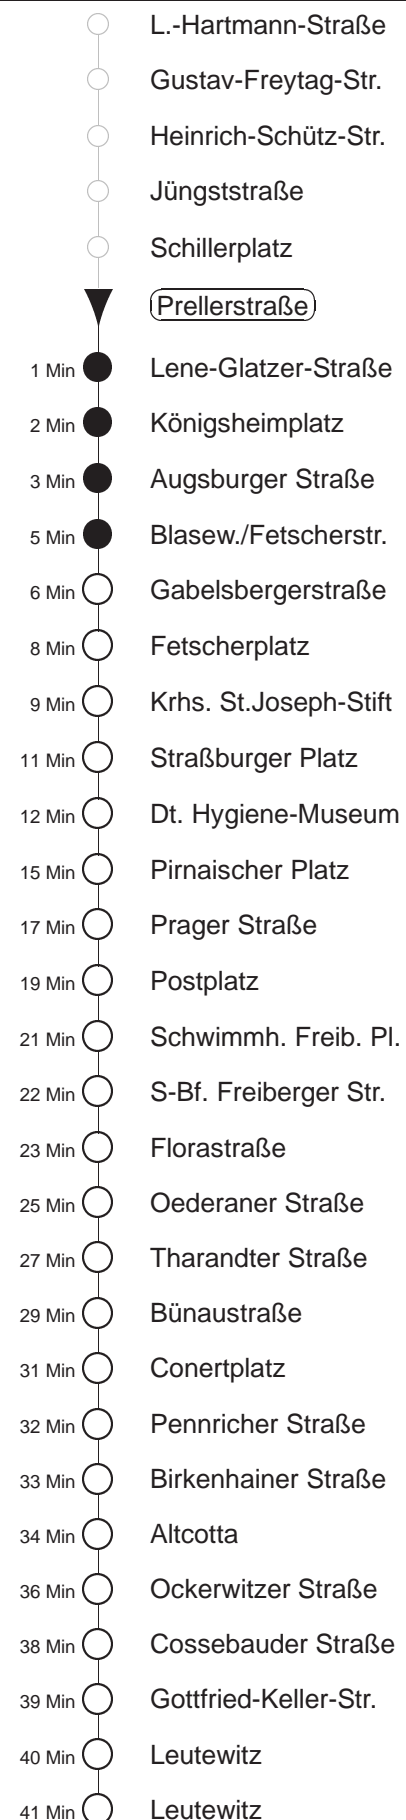 L.-Hartmann-Straße
Gustav-Freytag-Str.
Heinrich-Schütz-Str.
Jüngststraße
Schillerplatz
Prellerstraße
1 Min Lene-Glatzer-Straße
2 Min Königsheimplatz
3 Min Augsburger Straße
5 Min Blasew./Fetscherstr.
6 Min Gabelsbergerstraße
8 Min Fetscherplatz
9 Min Krhs. St.Joseph-Stift
11 Min Straßburger Platz
12 Min Dt. Hygiene-Museum
15 Min Pirnaischer Platz
17 Min Prager Straße
19 Min Postplatz
21 Min Schwimmh. Freib. Pl.
22 Min S-Bf. Freiberger Str.
23 Min Florastraße
25 Min Oederaner Straße
27 Min Tharandter Straße
29 Min Bünaustraße
31 Min Conertplatz
32 Min Pennricher Straße
33 Min Birkenhainer Straße
34 Min Altcotta
36 Min Ockerwitzer Straße
38 Min Cossebauder Straße
39 Min Gottfried-Keller-Str.
40 Min Leutewitz
41 Min Leutewitz